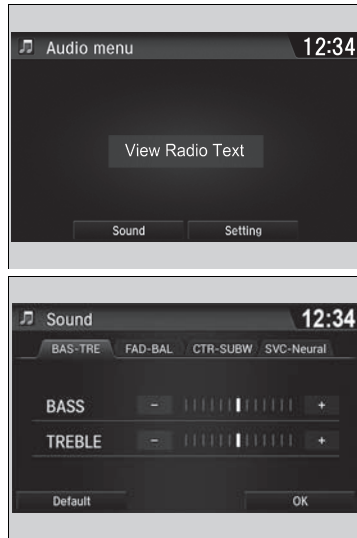 Audio menu 12:34
View Radio Text
Sound Setting
Sound 12:34
BAS-TRE FAD-BAL CTR-SUBW SVC-Neural
BASS - +
TREBLE - +
Default OK